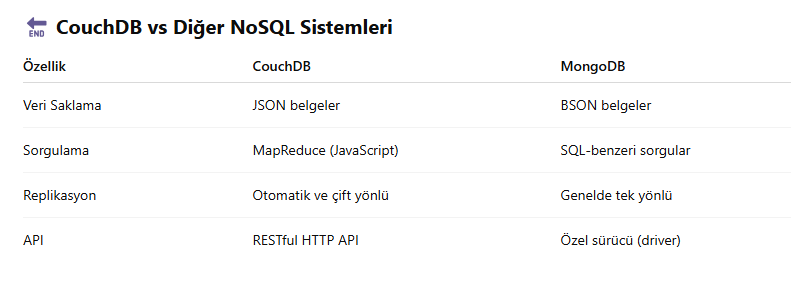 🔚 CouchDB vs Diğer NoSQL Sistemleri
Özellik CouchDB MongoDB
Veri Saklama JSON belgeler BSON belgeler
Sorgulama MapReduce (JavaScript) SQL-benzeri sorgular
Replikasyon Otomatik ve çift yönlü Genelde tek yönlü
API RESTful HTTP API Özel sürücü (driver)